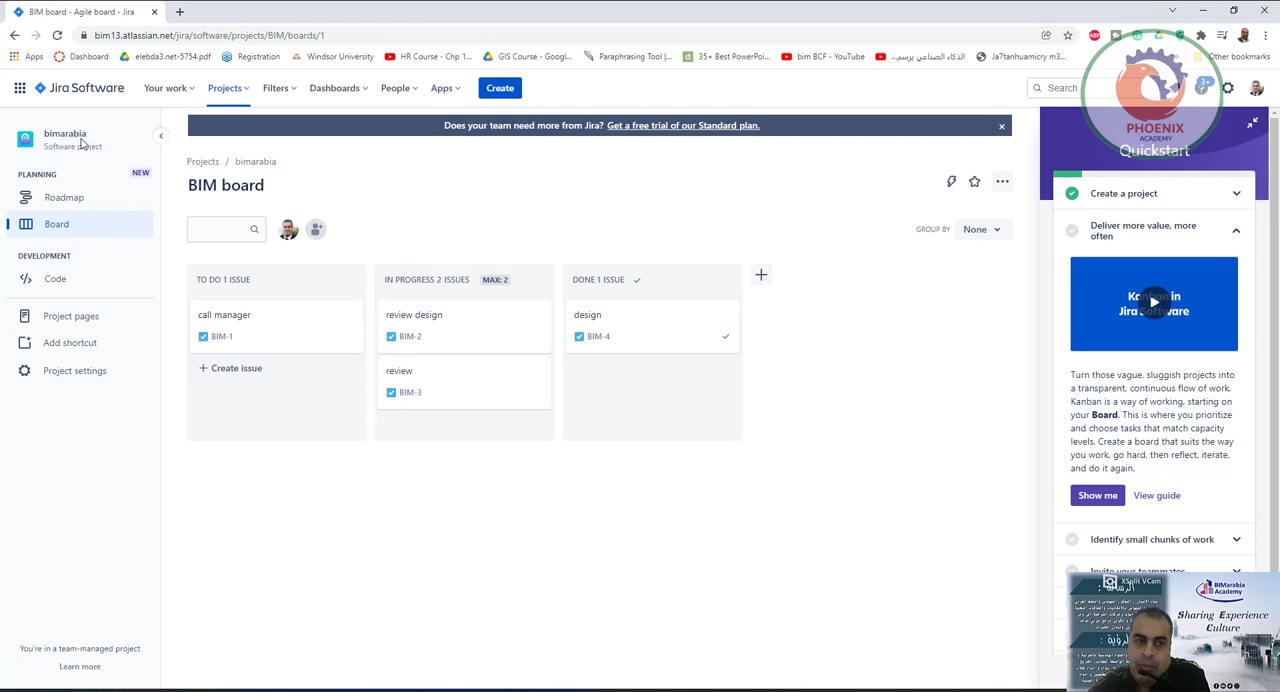 BIM board - Agile board - Jira
bim13.atlassian.net/jira/software/projects/BIM/boards/1
Apps
Dashboard
elebda3.net-5754.pdf
Registration
Windsor University
HR Course - Chp 1...
GIS.Course - Googl...
Paraphrasing Tool |...
35+ Best PowerPoi...
bim BCF - YouTube
الذكاء الصناعي يرسم...
Ja7tanhuamicry m3...
Other bookmarks
Jira Software
Your work
Projects
Filters
Dashboards
People
Apps
Create
Search
3+
PHOENIX
ACADEMY
bimarabia
Software project
PLANNING
NEW
Roadmap
Board
DEVELOPMENT
Code
Project pages
Add shortcut
Project settings
You're in a team-managed project
Learn more
Does your team need more from Jira? Get a free trial of our Standard plan.
Projects / bimarabia
BIM board
GROUP BY
None
TO DO 1 ISSUE
call manager
BIM-1
Create issue
IN PROGRESS 2 ISSUES
MAX: 2
review design
BIM-2
review
BIM-3
DONE 1 ISSUE
design
BIM-4
Quickstart
Create a project
Deliver more value, more
often
Kanban in
Jira Software
Turn those vague, sluggish projects into
a transparent, continuous flow of work.
Kanban is a way of working, starting on
your Board. This is where you prioritize
and choose tasks that match capacity
levels. Create a board that suits the way
you work, go hard, then reflect, iterate,
and do it again.
Show me
View guide
Identify small chunks of work
Invite your teammates
XSplit VCam
الرسالة :
الرؤية :
BIMarabia
Academy
Sharing Experience
Culture